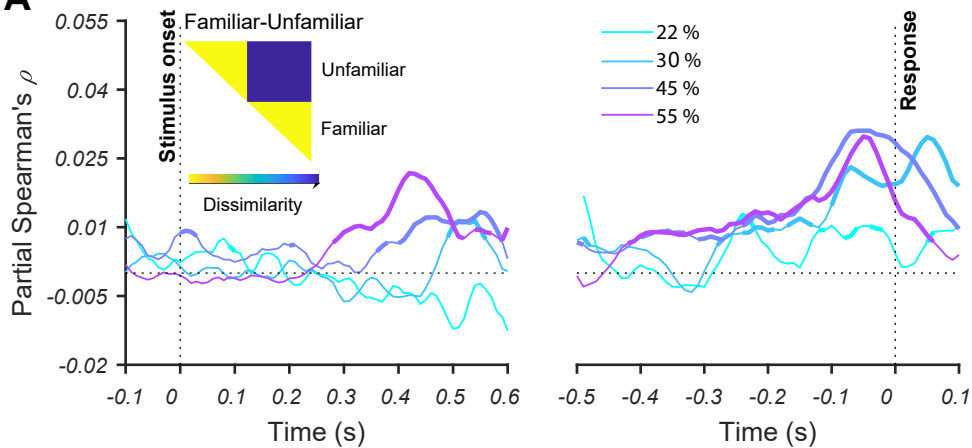 A
Familiar-Unfamiliar
Stimulus onset
Unfamiliar
Familiar
Dissimilarity
Partial Spearman's ρ
0.055
0.04
0.025
0.01
-0.005
-0.02
-0.1 0 0.1 0.2 0.3 0.4 0.5 0.6
Time (s)
22 %
30 %
45 %
55 %
Response
-0.5 -0.4 -0.3 -0.2 -0.1 0 0.1
Time (s)